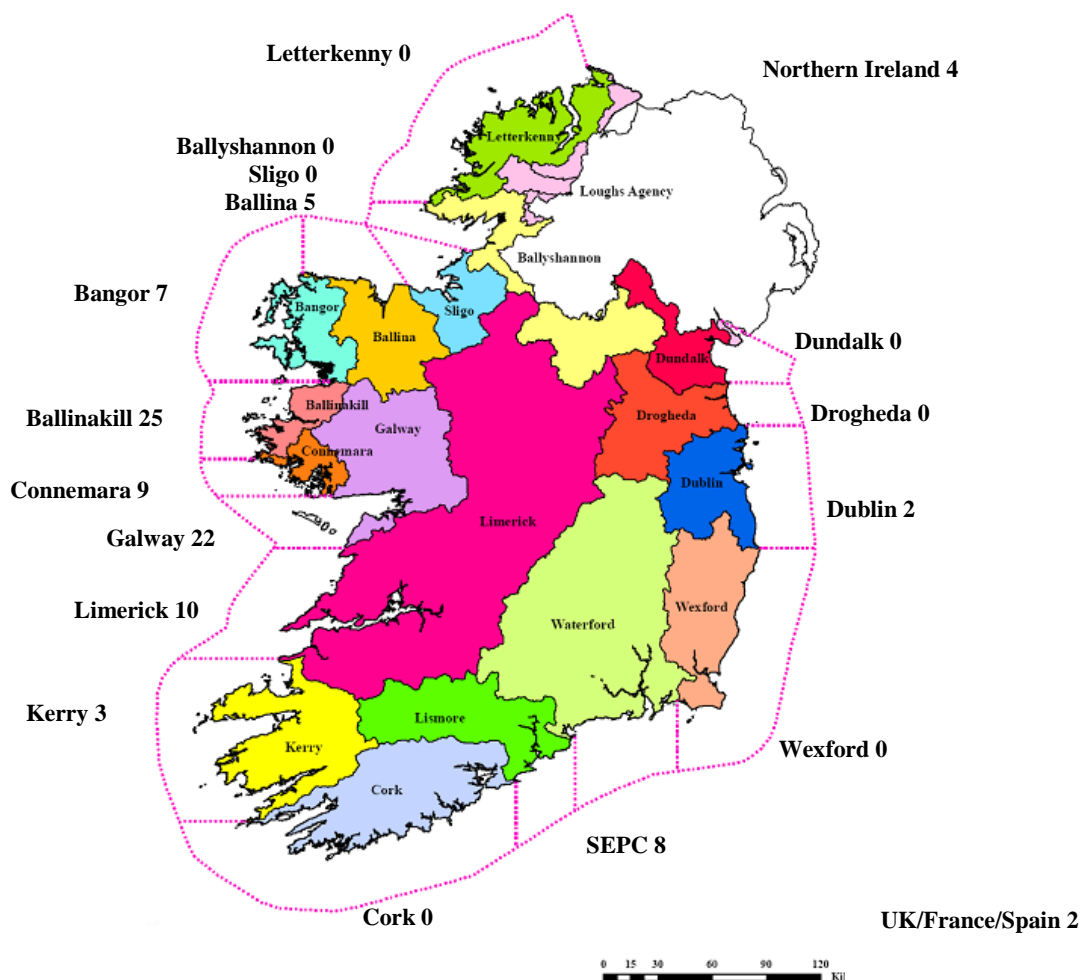 Letterkenny 0
Northern Ireland 4
Letterkenny
Ballyshannon 0
Sligo 0
Ballina 5
Loughs Agency
Ballyshannon
Bangor 7
Bangor
Sligo
Ballina
Dundalk 0
Dundalk
Ballinakill 25
Ballinakill
Galway
Drogheda
Drogheda 0
Connemara
Connemara 9
Dublin
Dublin 2
Limerick
Galway 22
Limerick 10
Waterford
Wexford
Kerry 3
Lismore
Kerry
Wexford 0
Cork
SEPC 8
Cork 0
UK/France/Spain 2
0 15 30 60 90 120
Kil